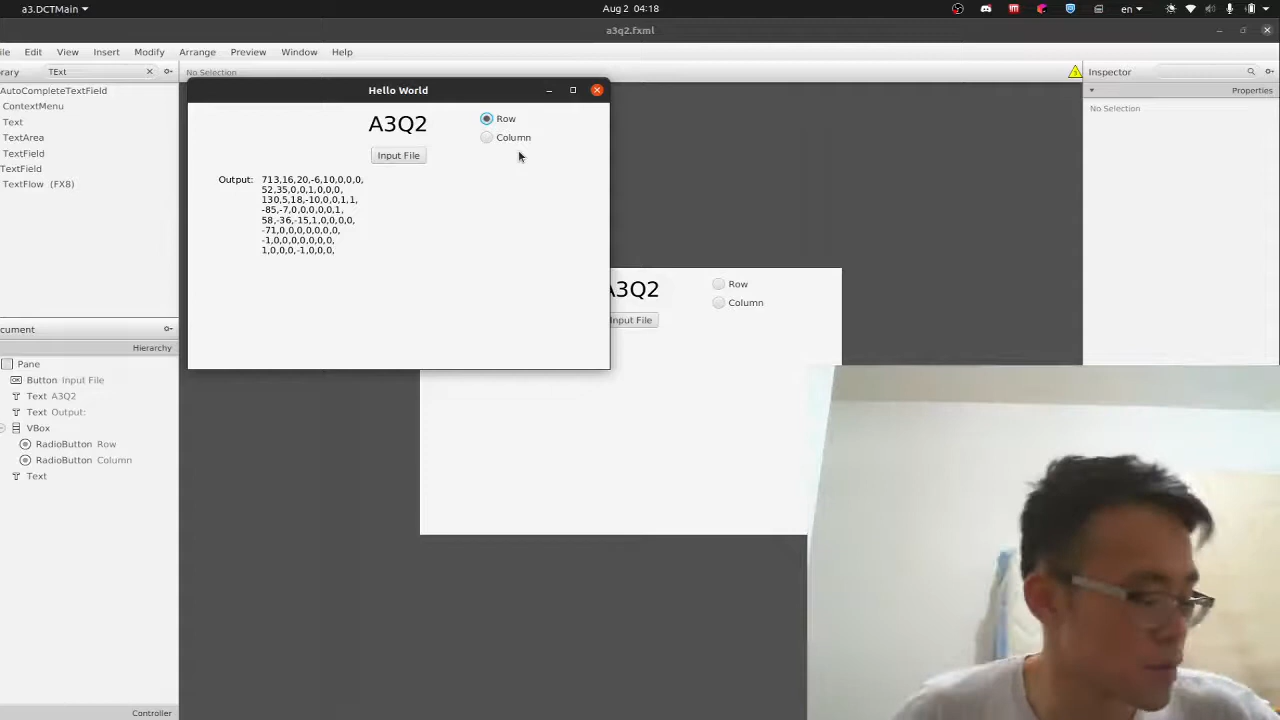 a3.DCTMain
Aug 2 04:18
en
a3q2.fxml
ile Edit View Insert Modify Arrange Preview Window Help
rary TExt
No Selection
Inspector
AutoCompleteTextField
Properties
ContextMenu
No Selection
Text
TextArea
TextField
TextField
TextFlow (FX8)
Hello World
A3Q2
Row
Column
Input File
Output:
713,16,20,-6,10,0,0,0,
52,35,0,0,1,0,0,0,
130,5,18,-10,0,0,1,1,
-85,-7,0,0,0,0,0,1,
58,-36,-15,1,0,0,0,0,
-71,0,0,0,0,0,0,0,
-1,0,0,0,0,0,0,0,
1,0,0,0,-1,0,0,0,
A3Q2
Row
Column
Input File
cument
Hierarchy
Pane
Button Input File
Text A3Q2
Text Output:
VBox
RadioButton Row
RadioButton Column
Text
Controller